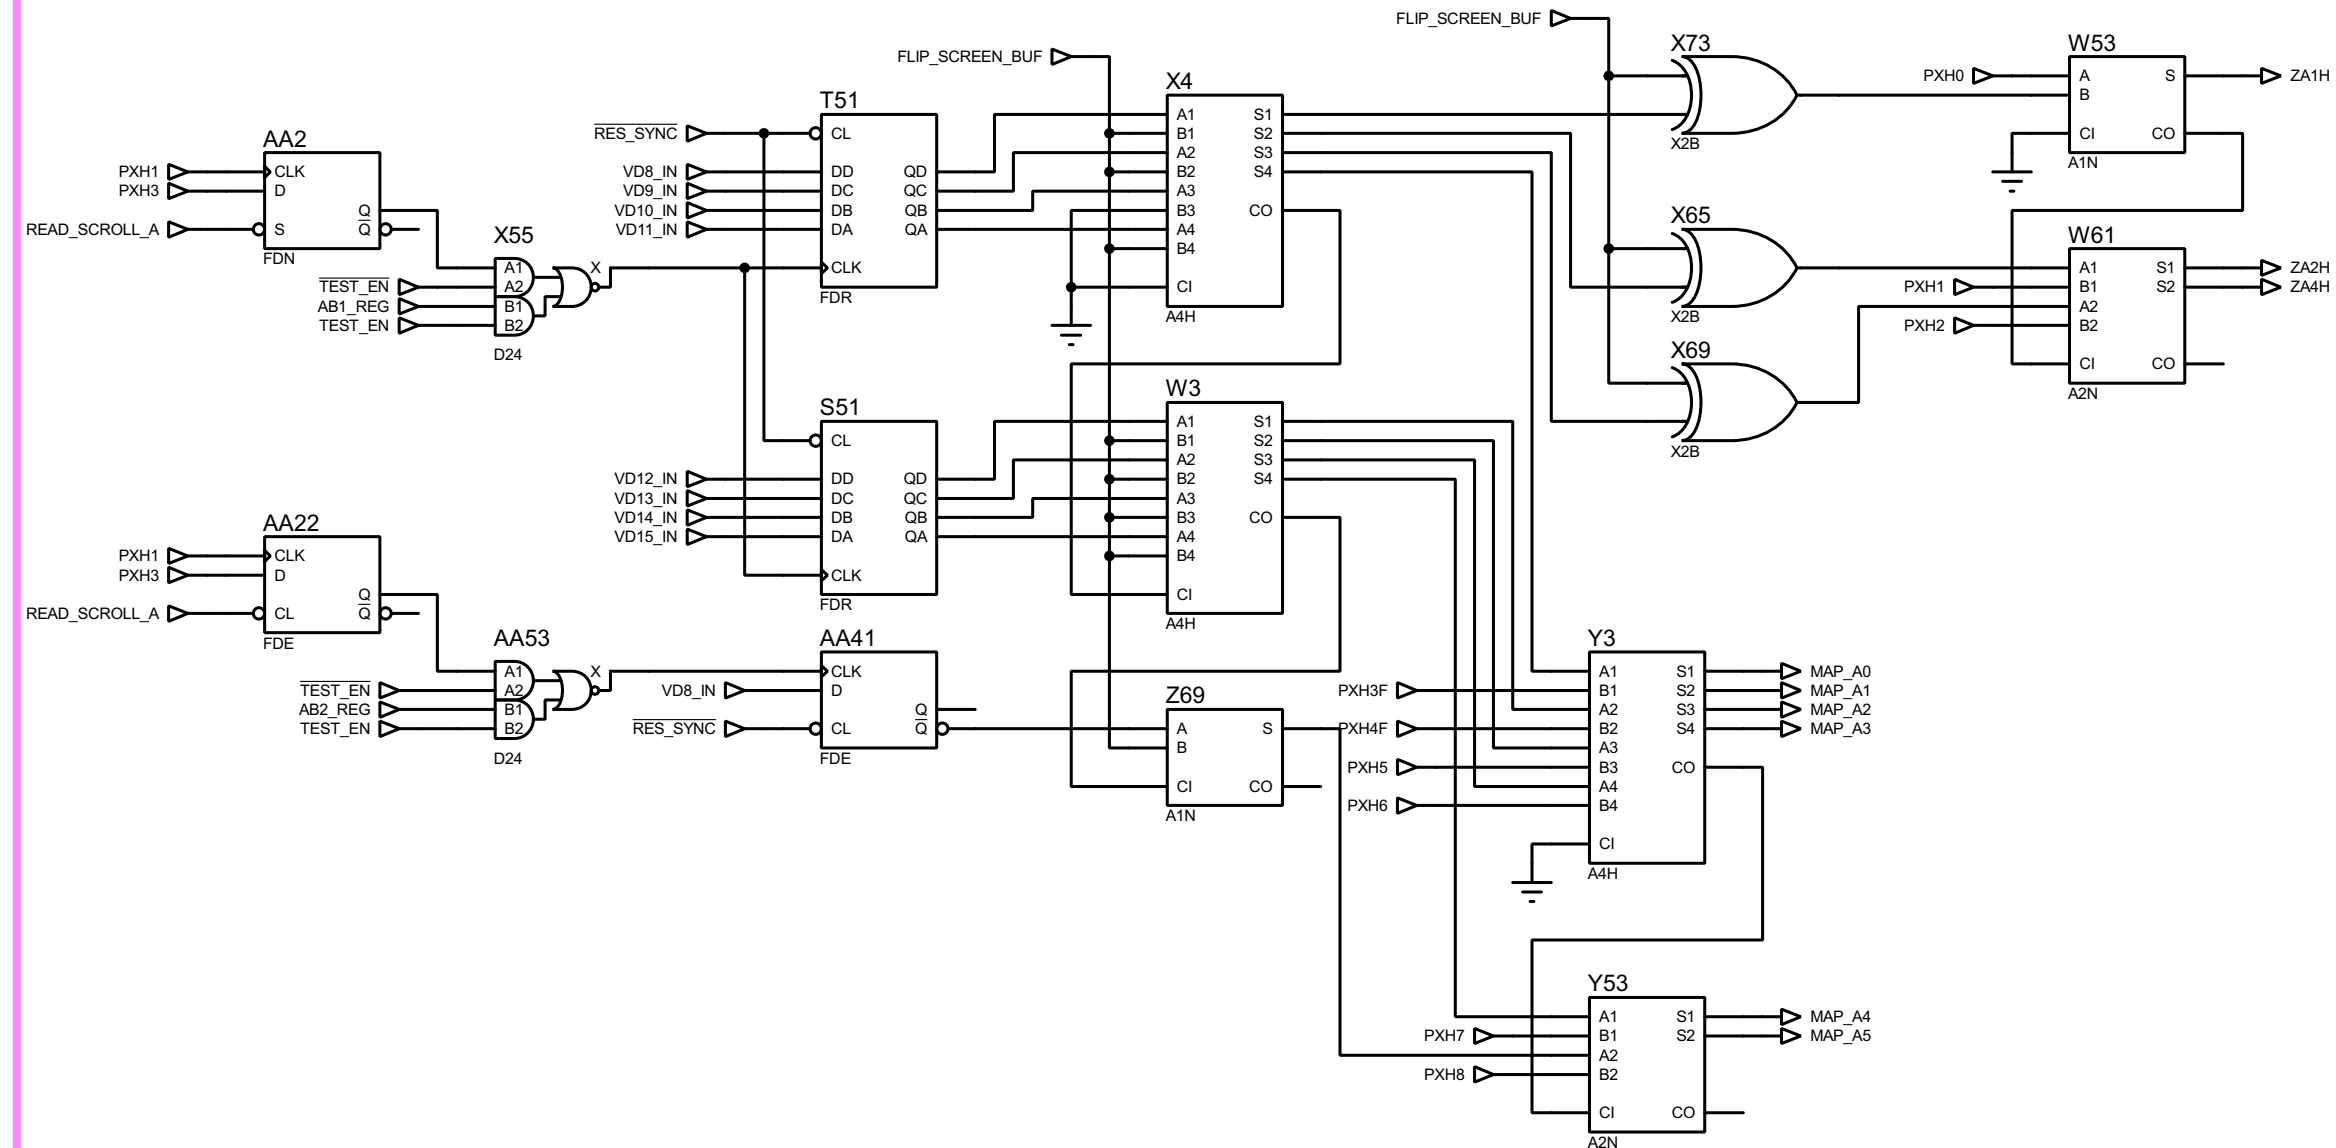 FLIP_SCREEN_BUF
FLIP_SCREEN_BUF
X73
X2B
PXH0
W53
A S
B
CI CO
A1N
ZA1H
AA2
PXH1
PXH3
READ_SCROLL_A
CLK
D
Q
S Q
FDN
X55
TEST_EN
AB1_REG
TEST_EN
A1
A2
B1
B2
X
D24
T51
RES_SYNC
VD8_IN
VD9_IN
VD10_IN
VD11_IN
CL
DD QD
DC QC
DB QB
DA QA
CLK
FDR
X4
A1 S1
B1 S2
A2 S3
B2 S4
A3
B3 CO
A4
B4
CI
A4H
X65
X2B
X69
X2B
W61
PXH1
PXH2
A1 S1
B1 S2
A2
B2
CI CO
A2N
ZA2H
ZA4H
S51
VD12_IN
VD13_IN
VD14_IN
VD15_IN
CL
DD QD
DC QC
DB QB
DA QA
CLK
FDR
W3
A1 S1
B1 S2
A2 S3
B2 S4
A3
B3 CO
A4
B4
CI
A4H
AA22
PXH1
PXH3
READ_SCROLL_A
CLK
D
Q
CL Q
FDE
AA53
TEST_EN
AB2_REG
TEST_EN
A1
A2
B1
B2
X
D24
AA41
VD8_IN
RES_SYNC
CLK
D
Q
CL Q
FDE
Z69
A S
B
CI CO
A1N
Y3
PXH3F
PXH4F
PXH5
PXH6
A1 S1
B1 S2
A2 S3
B2 S4
A3
B3 CO
A4
B4
CI
A4H
MAP_A0
MAP_A1
MAP_A2
MAP_A3
Y53
PXH7
PXH8
A1 S1
B1 S2
A2
B2
CI CO
A2N
MAP_A4
MAP_A5